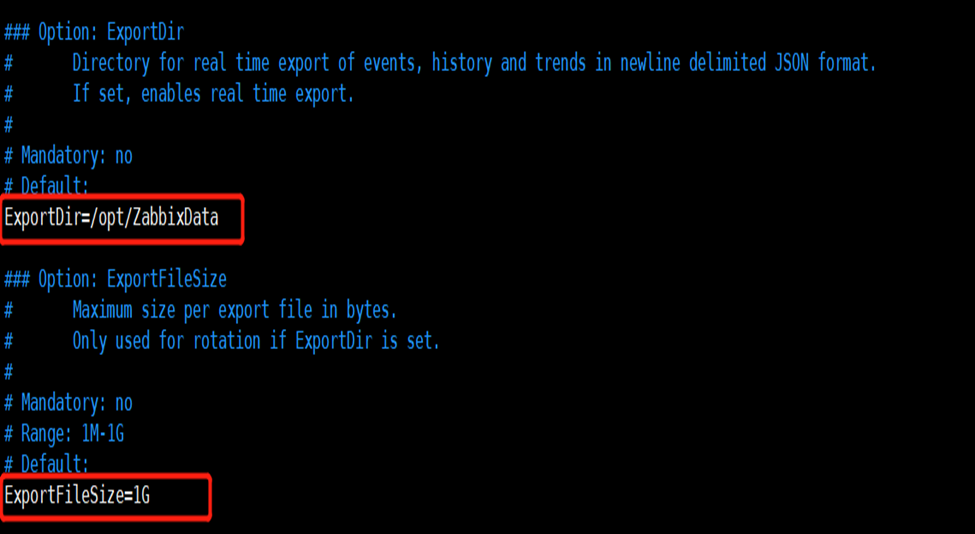 ### Option: ExportDir
#       Directory for real time export of events, history and trends in newline delimited JSON format.
#       If set, enables real time export.
#
# Mandatory: no
# Default:
ExportDir=/opt/ZabbixData
### Option: ExportFileSize
#       Maximum size per export file in bytes.
#       Only used for rotation if ExportDir is set.
#
# Mandatory: no
# Range: 1M-1G
# Default:
ExportFileSize=1G